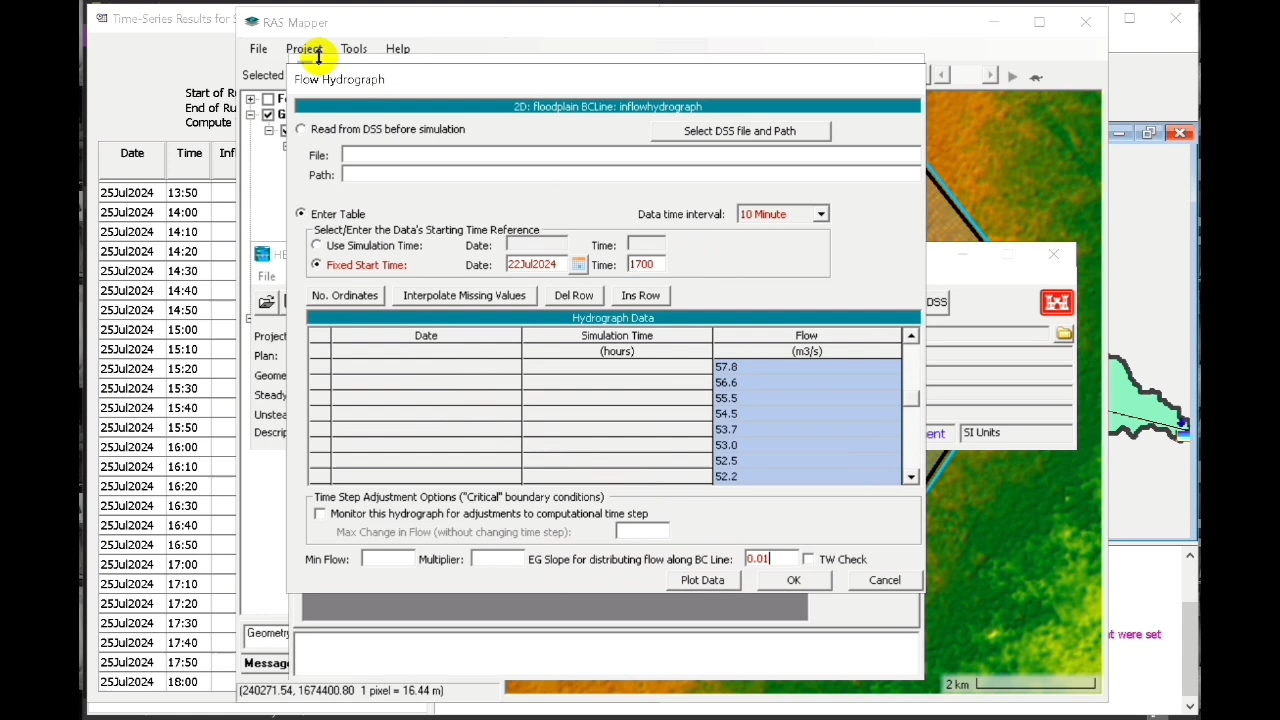 Time-Series Results for S
RAS Mapper
File Project Tools Help
Selected
Flow Hydrograph
2D: floodplain BCLine: inflowhydrograph
Start of Ru
End of Ru
Compute
Read from DSS before simulation
Select DSS file and Path
File:
Path:
Date Time Infl
25Jul2024 13:50
25Jul2024 14:00
25Jul2024 14:10
25Jul2024 14:20
25Jul2024 14:30
25Jul2024 14:40
25Jul2024 14:50
25Jul2024 15:00
25Jul2024 15:10
25Jul2024 15:20
25Jul2024 15:30
25Jul2024 15:40
25Jul2024 15:50
25Jul2024 16:00
25Jul2024 16:10
25Jul2024 16:20
25Jul2024 16:30
25Jul2024 16:40
25Jul2024 16:50
25Jul2024 17:00
25Jul2024 17:10
25Jul2024 17:20
25Jul2024 17:30
25Jul2024 17:40
25Jul2024 17:50
25Jul2024 18:00
Enter Table
Data time interval: 10 Minute
Select/Enter the Data's Starting Time Reference
Use Simulation Time: Date: Time:
Fixed Start Time: Date: 22Jul2024 Time: 1700
No. Ordinates Interpolate Missing Values Del Row Ins Row
Hydrograph Data
Date Simulation Time Flow
(hours) (m3/s)
57.8
56.6
55.5
54.5
53.7
53.0
52.5
52.2
HE
File
Project
Plan:
Geome
Steady
Unstea
Descrip
DSS
ent
SI Units
Time Step Adjustment Options ("Critical" boundary conditions)
Monitor this hydrograph for adjustments to computational time step
Max Change in Flow (without changing time step):
Min Flow: Multiplier: EG Slope for distributing flow along BC Line: 0.01 TW Check
Plot Data OK Cancel
Geometry
Message
t were set
(240271.54, 1674400.80 1 pixel = 16.44 m)
2 km